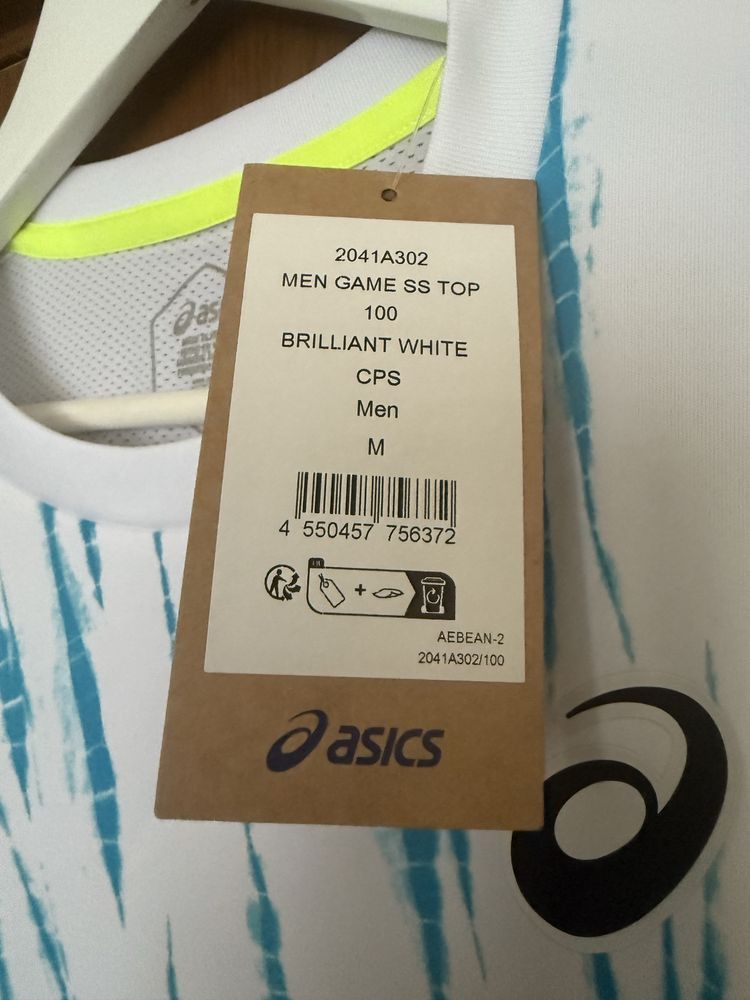 2041A302
MEN GAME SS TOP
100
BRILLIANT WHITE
CPS
Men
M
4 550457 756372
AEBEAN-2
2041A302/100
asics
asics